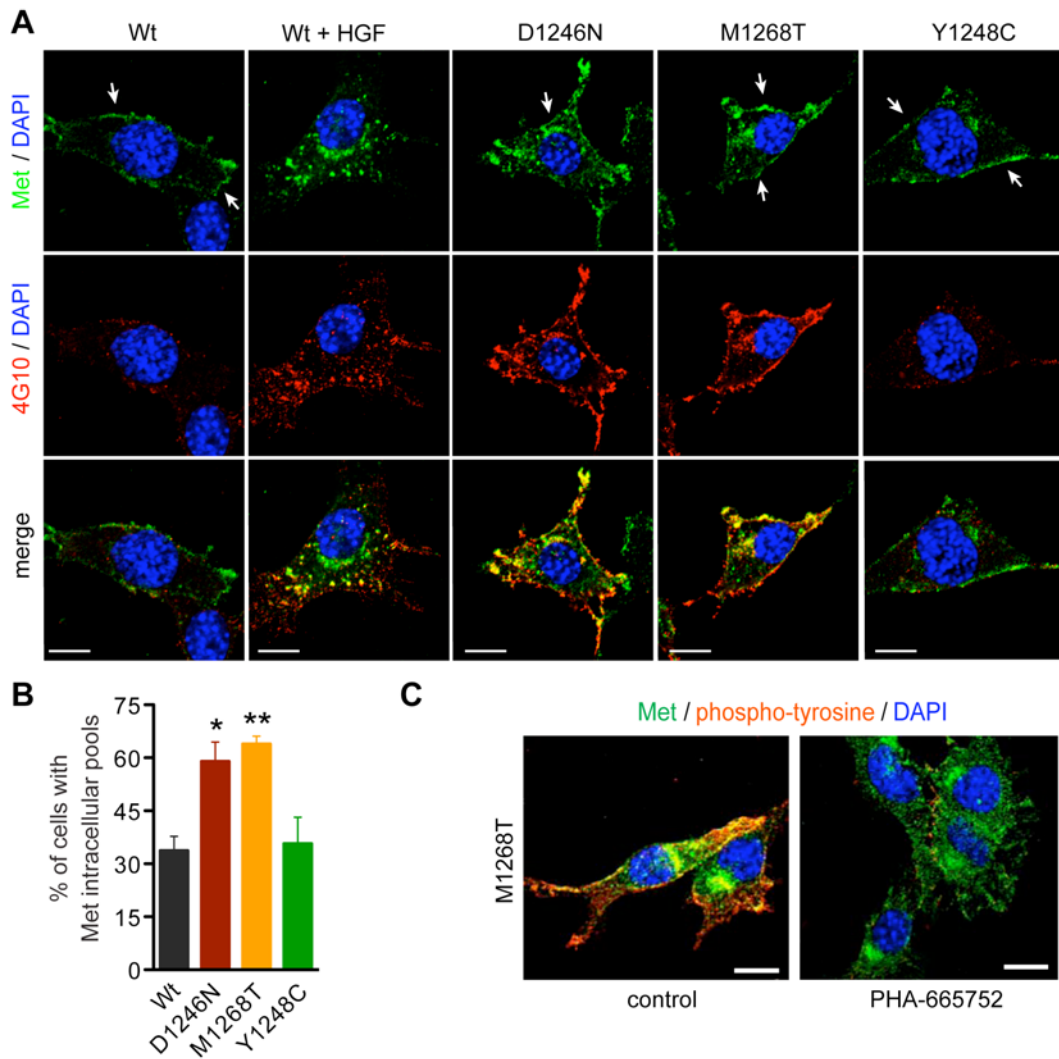 A
Wt
Wt + HGF
D1246N
M1268T
Y1248C
Met / DAPI
4G10 / DAPI
merge
B
% of cells with
Met intracellular pools
75
60
45
30
15
0
*
**
Wt
D1246N
M1268T
Y1248C
C
Met / phospho-tyrosine / DAPI
M1268T
control
PHA-665752